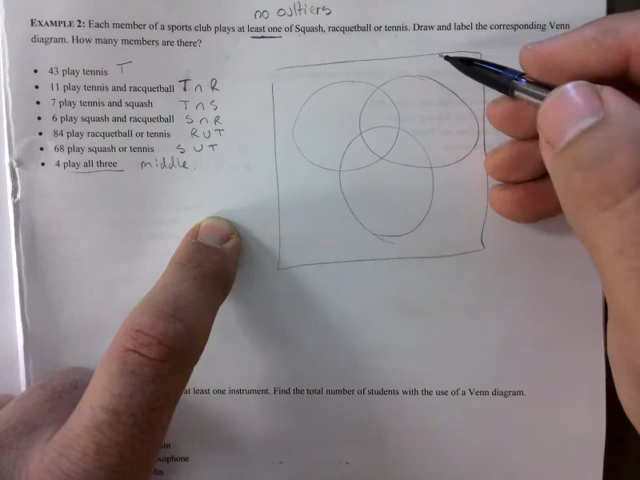 no outliers
EXAMPLE 2: Each member of a sports club plays at least one of Squash, racquetball or tennis. Draw and label the corresponding Venn
diagram. How many members are there?
• 43 play tennis T
• 11 play tennis and racquetball T ∩ R
• 7 play tennis and squash T ∩ S
• 6 play squash and racquetball S ∩ R
• 84 play racquetball or tennis R ∪ T
• 68 play squash or tennis S ∪ T
• 4 play all three middle.
at least one instrument. Find the total number of students with the use of a Venn diagram.